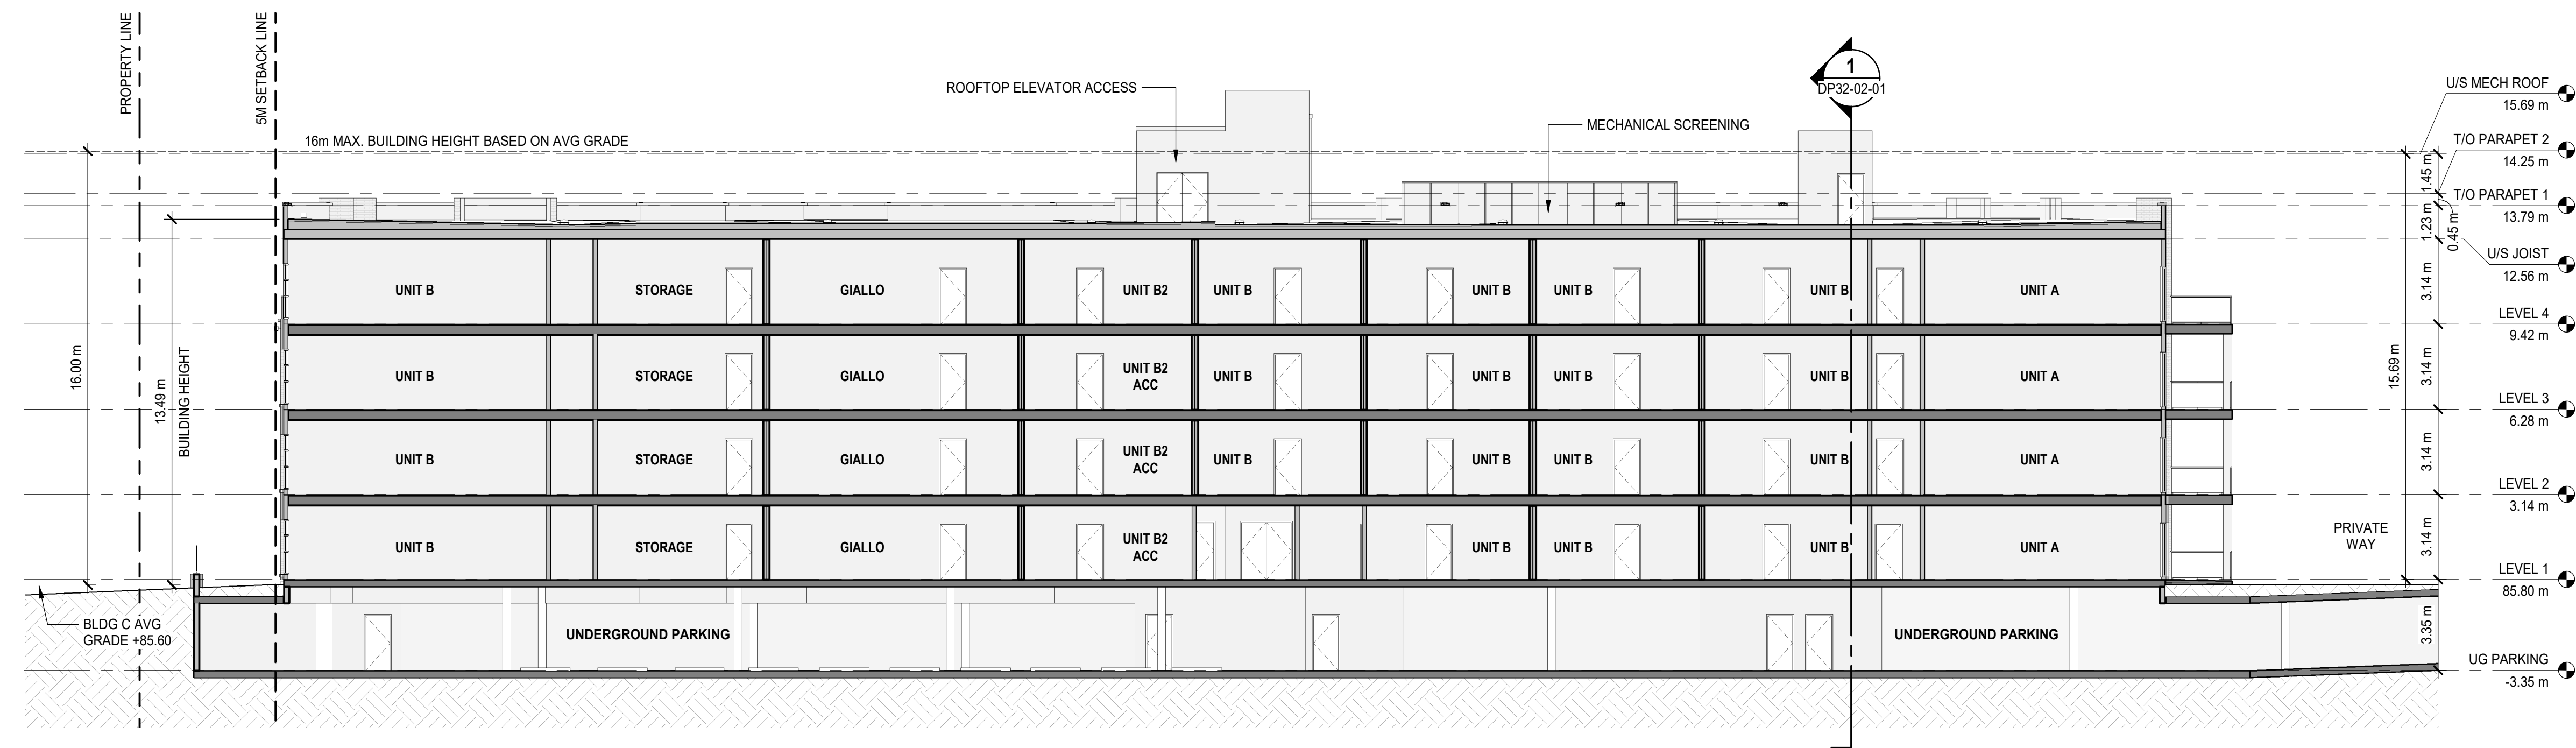 PROPERTY LINE
5M SETBACK LINE
16m MAX. BUILDING HEIGHT BASED ON AVG GRADE
ROOFTOP ELEVATOR ACCESS
MECHANICAL SCREENING
1
DP32-02-01
U/S MECH ROOF
15.69 m
T/O PARAPET 2
14.25 m
T/O PARAPET 1
13.79 m
U/S JOIST
12.56 m
LEVEL 4
9.42 m
LEVEL 3
6.28 m
LEVEL 2
3.14 m
LEVEL 1
85.80 m
UG PARKING
-3.35 m
1.45 m
1.23 m
0.45 m
3.14 m
3.14 m
3.14 m
3.14 m
3.35 m
15.69 m
16.00 m
13.49 m
BUILDING HEIGHT
UNIT B
STORAGE
GIALLO
UNIT B2
UNIT B
UNIT B
UNIT B
UNIT B
UNIT A
UNIT B
STORAGE
GIALLO
UNIT B2
ACC
UNIT B
UNIT B
UNIT B
UNIT B
UNIT A
UNIT B
STORAGE
GIALLO
UNIT B2
ACC
UNIT B
UNIT B
UNIT B
UNIT B
UNIT A
UNIT B
STORAGE
GIALLO
UNIT B2
ACC
UNIT B
UNIT B
UNIT B
UNIT A
PRIVATE
WAY
BLDG C AVG
GRADE +85.60
UNDERGROUND PARKING
UNDERGROUND PARKING